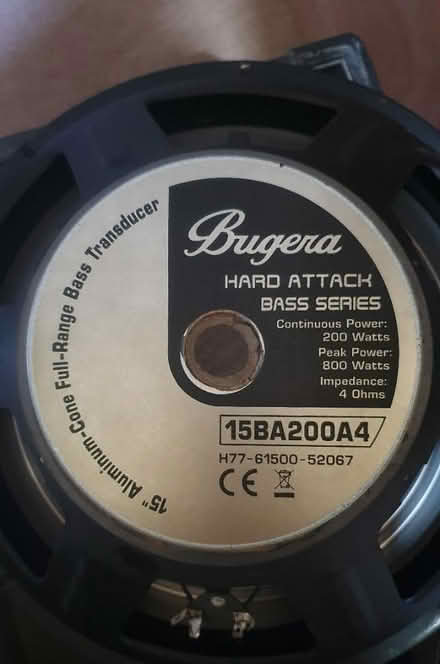 Bugera
HARD ATTACK
BASS SERIES
Continuous Power:
200 Watts
Peak Power:
800 Watts
Impedance:
4 Ohms
15BA200A4
H77-61500-52067
CE
15" Aluminum-Cone Full-Range Bass Transducer